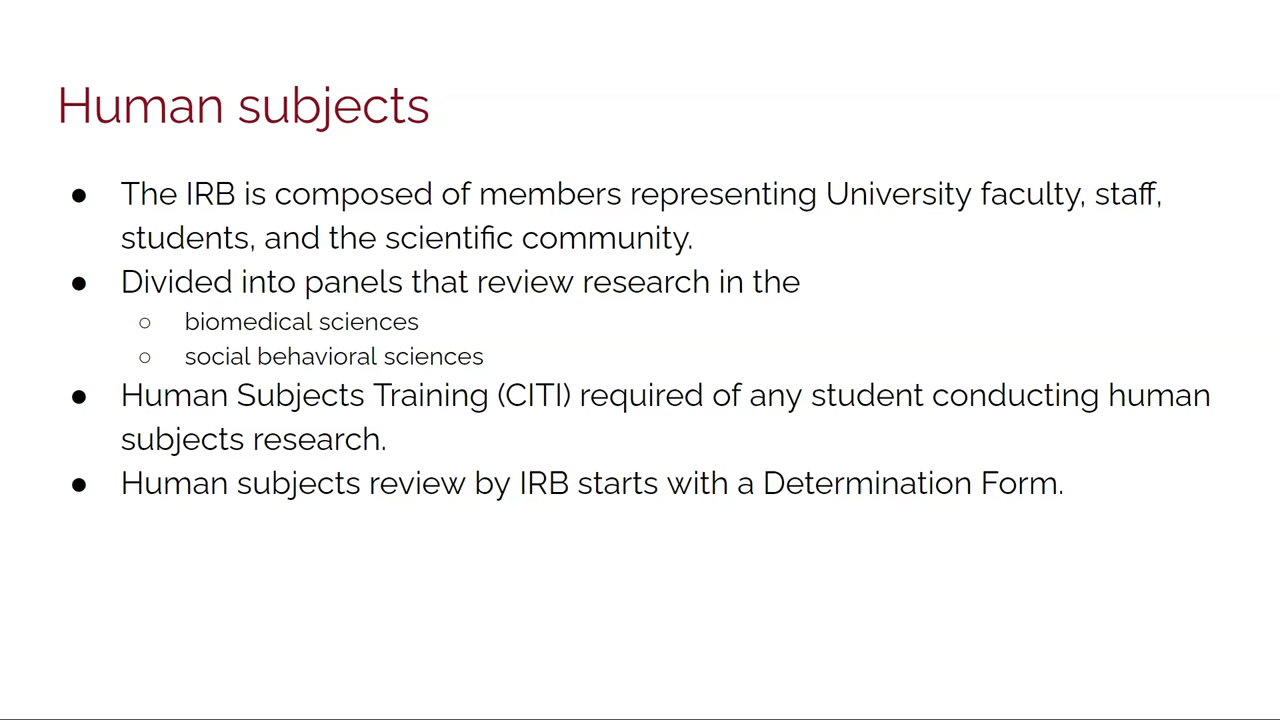 Human subjects
● The IRB is composed of members representing University faculty, staff,
students, and the scientific community.
● Divided into panels that review research in the
○ biomedical sciences
○ social behavioral sciences
● Human Subjects Training (CITI) required of any student conducting human
subjects research.
● Human subjects review by IRB starts with a Determination Form.